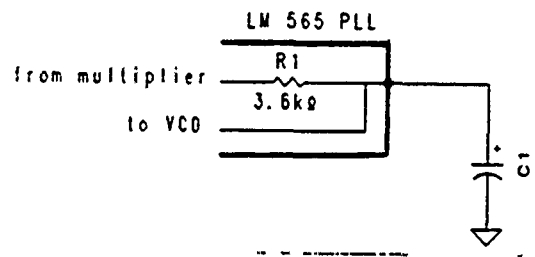 LM 565 PLL
R1
from multiplier
3.6kΩ
to VCO
+
C1